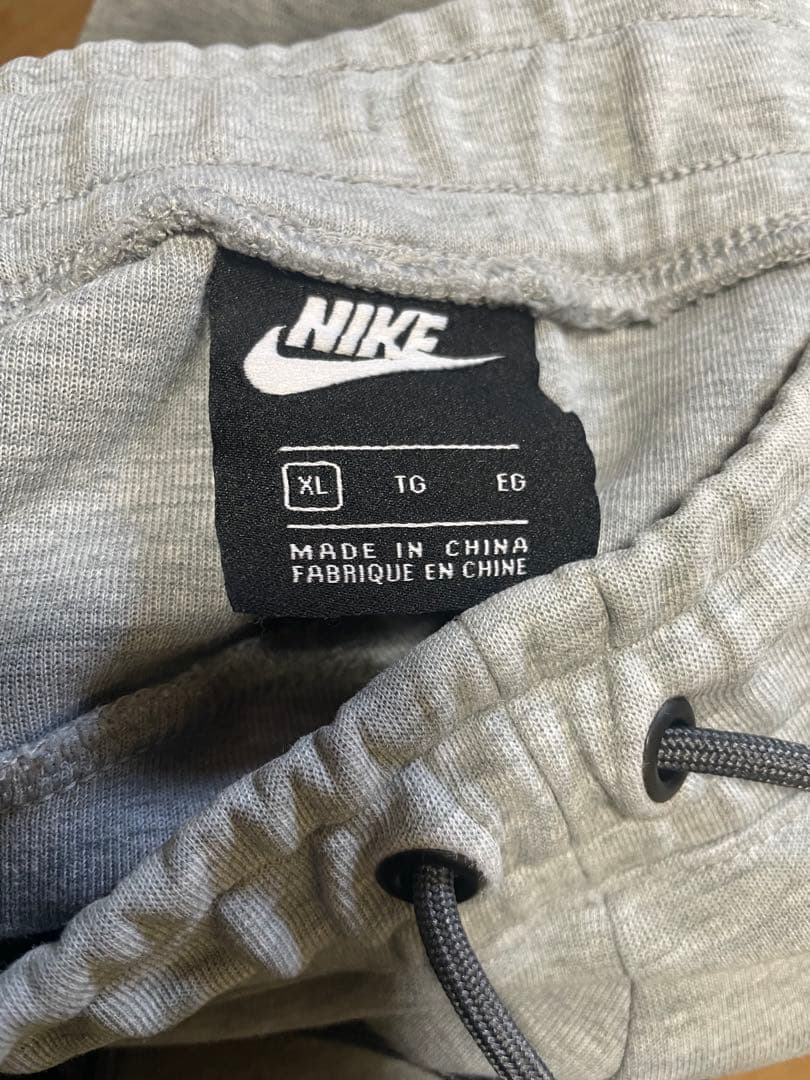 NIKE
XL TG EG
MADE IN CHINA
FABRIQUE EN CHINE